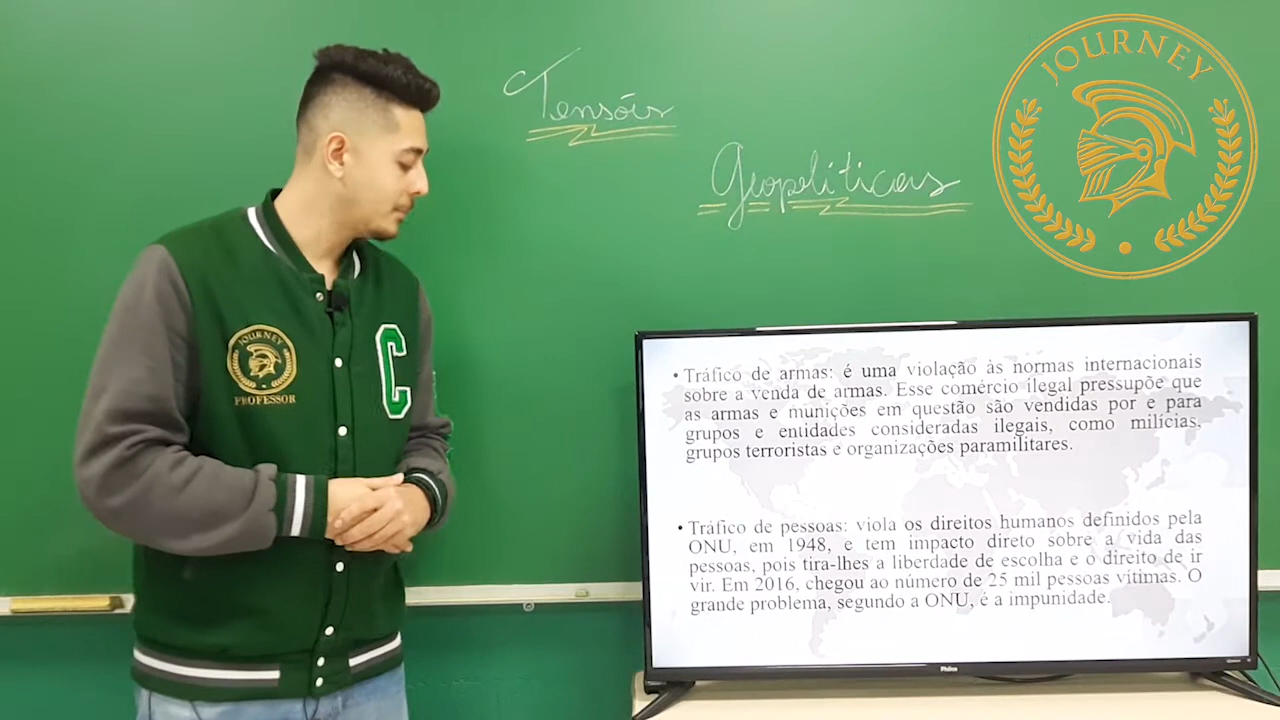 Tensões
Geopolíticas
JOURNEY
JOURNEY
PROFESSOR
C
• Tráfico de armas: é uma violação às normas internacionais
sobre a venda de armas. Esse comércio ilegal pressupõe que
as armas e munições em questão são vendidas por e para
grupos e entidades consideradas ilegais, como milícias,
grupos terroristas e organizações paramilitares.
• Tráfico de pessoas: viola os direitos humanos definidos pela
ONU, em 1948, e tem impacto direto sobre a vida das
pessoas, pois tira-lhes a liberdade de escolha e o direito de ir
vir. Em 2016, chegou ao número de 25 mil pessoas vítimas. O
grande problema, segundo a ONU, é a impunidade.
Philco